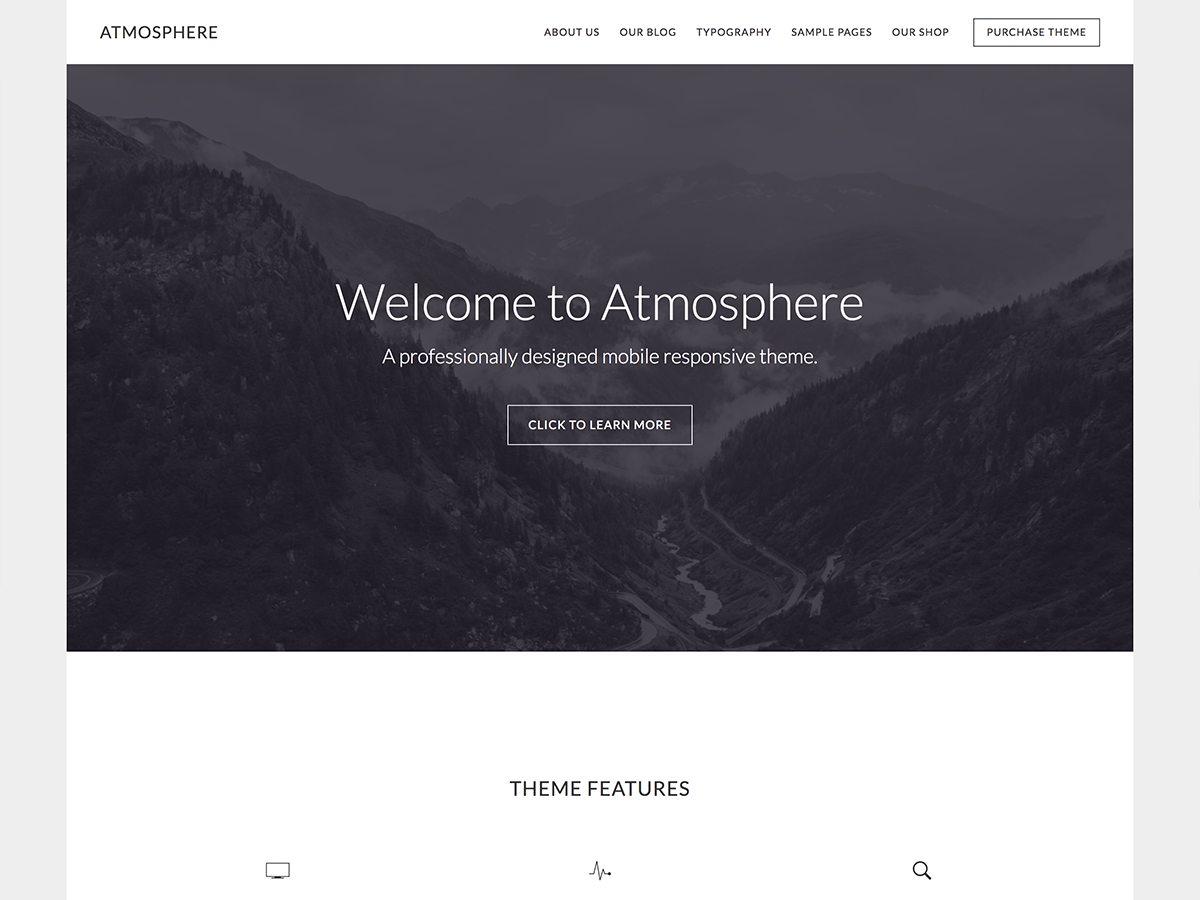 ATMOSPHERE
ABOUT US OUR BLOG TYPOGRAPHY SAMPLE PAGES OUR SHOP PURCHASE THEME
Welcome to Atmosphere
A professionally designed mobile responsive theme.
CLICK TO LEARN MORE
THEME FEATURES